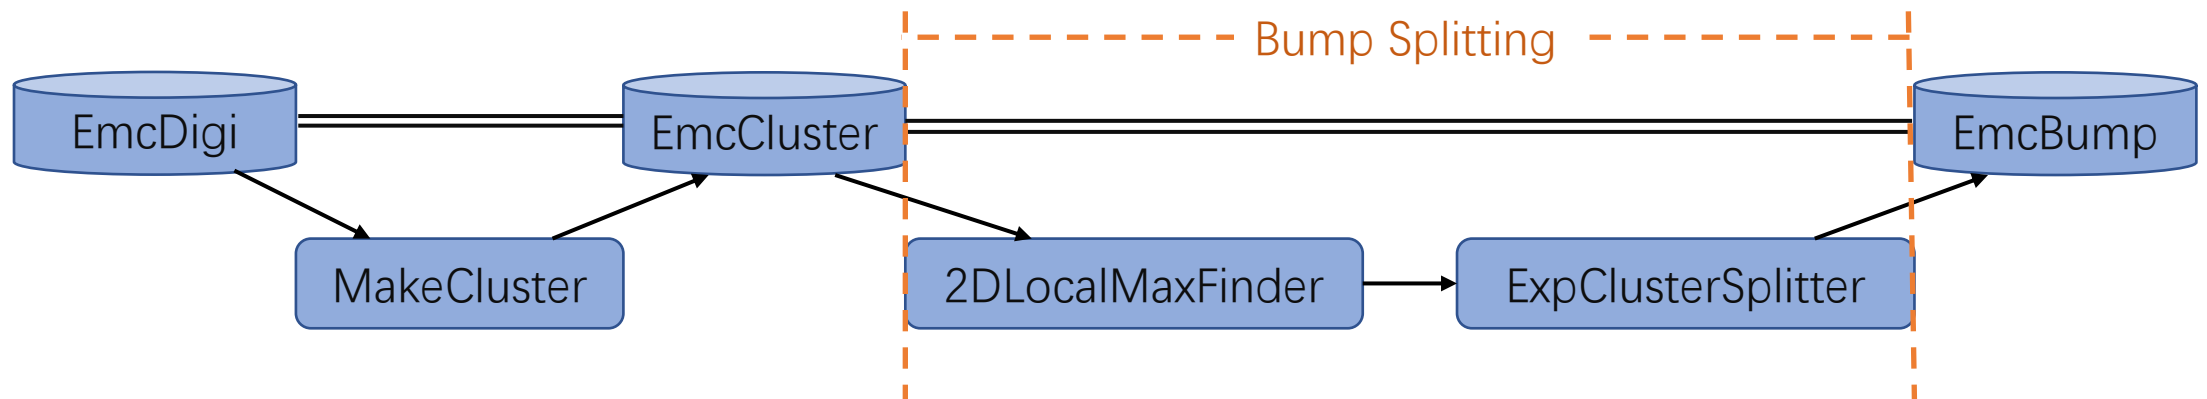 Bump Splitting
EmcDigi
EmcCluster
EmcBump
MakeCluster
2DLocalMaxFinder
ExpClusterSplitter